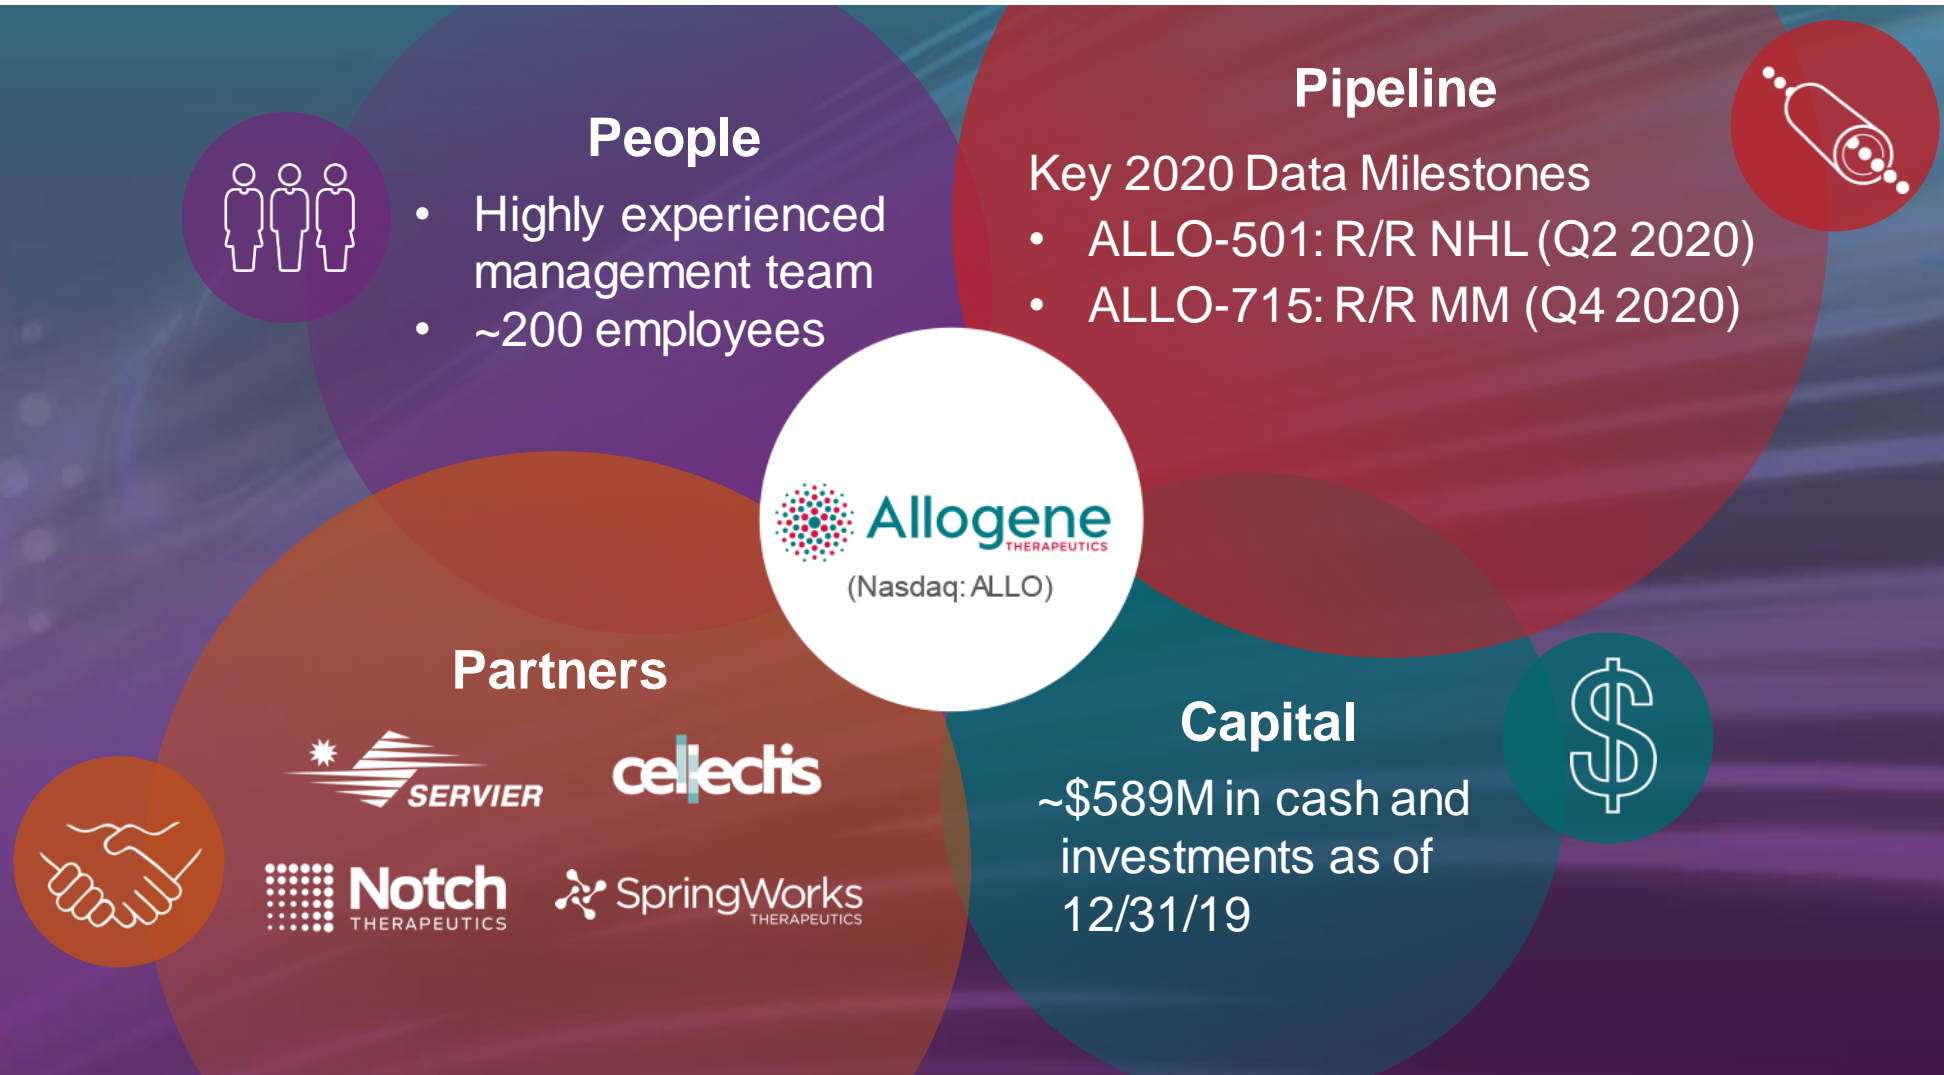 People
• Highly experienced
management team
• ~200 employees
Pipeline
Key 2020 Data Milestones
• ALLO-501: R/R NHL (Q2 2020)
• ALLO-715: R/R MM (Q4 2020)
Allogene
THERAPEUTICS
(Nasdaq: ALLO)
Partners
SERVIER
cellectis
Notch
THERAPEUTICS
SpringWorks
THERAPEUTICS
Capital
~$589M in cash and
investments as of
12/31/19
$